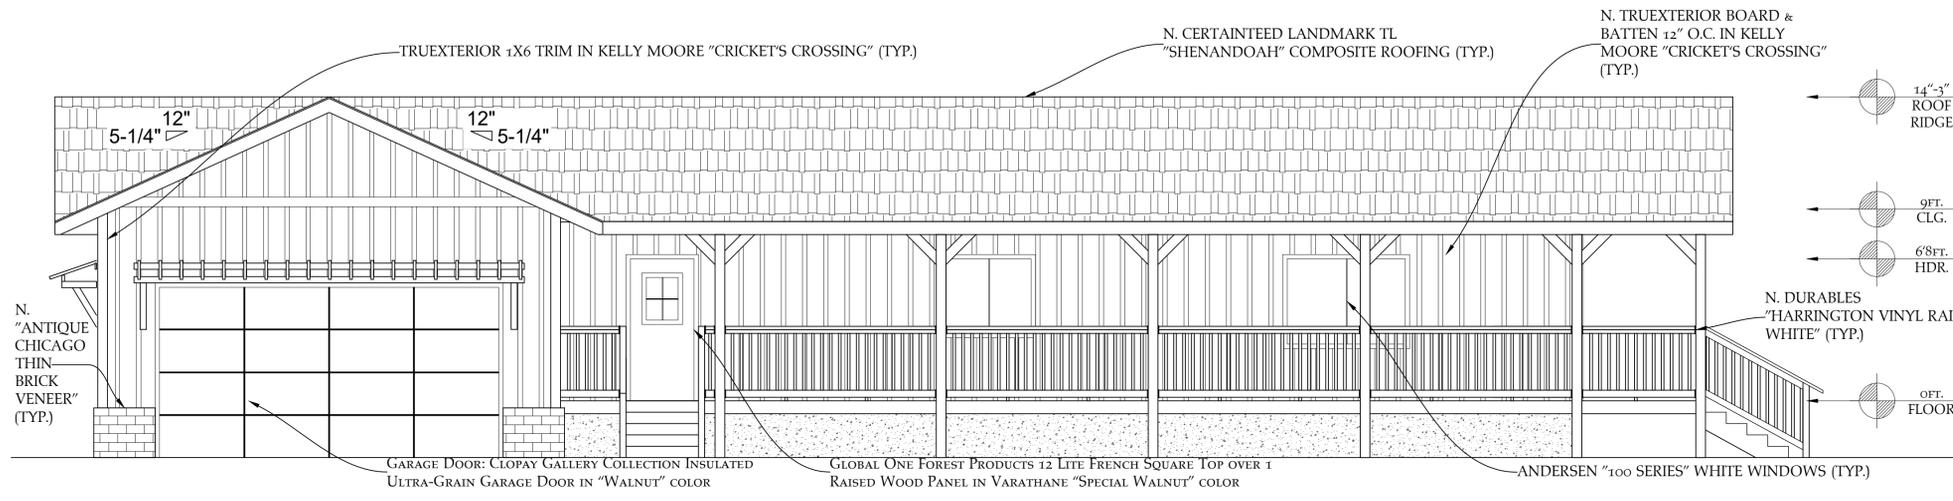 TRUEXTERIOR 1X6 TRIM IN KELLY MOORE "CRICKET'S CROSSING" (TYP.)
N. CERTAINTEED LANDMARK TL
"SHENANDOAH" COMPOSITE ROOFING (TYP.)
N. TRUEXTERIOR BOARD &
BATTEN 12" O.C. IN KELLY
MOORE "CRICKET'S CROSSING"
(TYP.)
12"
5-1/4"
12"
5-1/4"
14'-3"
ROOF
RIDGE
9FT.
CLG.
6'8FT.
HDR.
N.
"ANTIQUE
CHICAGO
THIN
BRICK
VENEER"
(TYP.)
N. DURABLES
"HARRINGTON VINYL RAI
WHITE" (TYP.)
0FT.
FLOOR
GARAGE DOOR: CLOPAY GALLERY COLLECTION INSULATED
ULTRA-GRAIN GARAGE DOOR IN "WALNUT" COLOR
GLOBAL ONE FOREST PRODUCTS 12 LITE FRENCH SQUARE TOP OVER 1
RAISED WOOD PANEL IN VARATHANE "SPECIAL WALNUT" COLOR
ANDERSEN "100 SERIES" WHITE WINDOWS (TYP.)